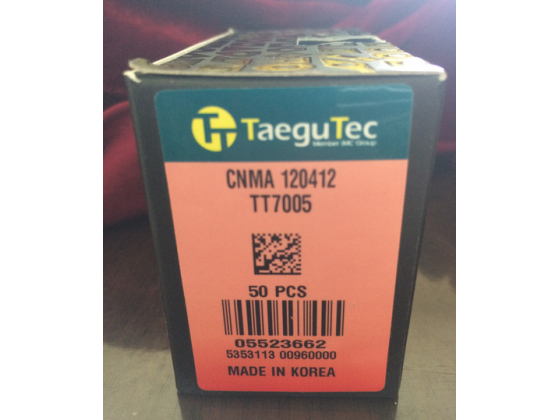 TaeguTec
Member IMC Group
CNMA 120412
TT7005
50 PCS
05523662
5353113 00960000
MADE IN KOREA